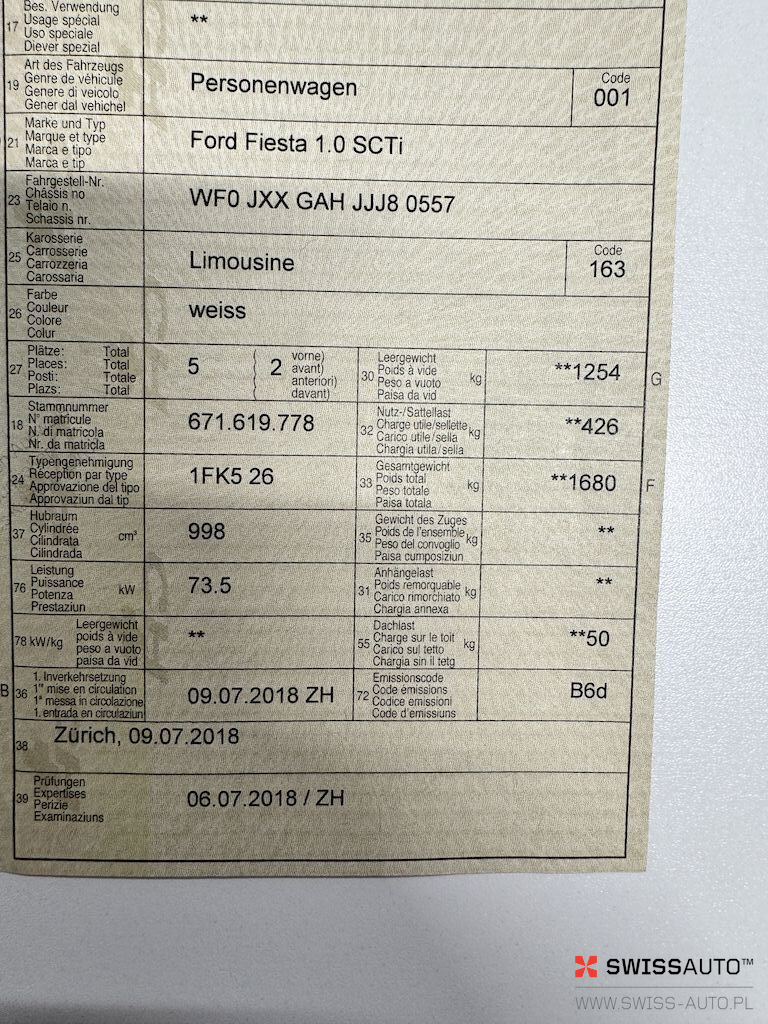 Bes. Verwendung
17 Usage spécial
Uso speciale
Diever spezial
**
Art des Fahrzeugs
19 Genre de véhicule
Genere di veicolo
Gener dal vehichel
Personenwagen
Code
001
Marke und Typ
21 Marque et type
Marca e tipo
Marca e tip
Ford Fiesta 1.0 SCTi
Fahrgestell-Nr.
23 Châssis no
Telaio n.
Schassis nr.
WF0 JXX GAH JJJ8 0557
Karosserie
25 Carrosserie
Carrozzeria
Carossaria
Limousine
Code
163
Farbe
26 Couleur
Colore
Colur
weiss
Plätze: Total
27 Places: Total
Posti: Totale
Plazs: Total
5
2
vorne)
avant)
anteriori)
davant)
Leergewicht
30 Poids à vide kg
Peso a vuoto
Paisa da vid
**1254
G
Stammnummer
18 N° matricule
N. di matricola
Nr. da matricla
671.619.778
Nutz-/Sattellast
32 Charge utile/sellette kg
Carico utile/sella
Chargia utila/sella
**426
Typengenehmigung
24 Réception par type
Approvazione del tipo
Approvaziun dal tip
1FK5 26
Gesamtgewicht
33 Poids total kg
Peso totale
Paisa totala
**1680
F
Hubraum
37 Cylindrée cm³
Cilindrata
Cilindrada
998
Gewicht des Zuges
35 Poids de l'ensemble kg
Peso del convoglio
Paisa cumposiziun
**
Leistung
76 Puissance kW
Potenza
Prestaziun
73.5
Anhängelast
31 Poids remorquable kg
Carico rimorchiato
Chargia annexa
**
Leergewicht
78 kW/kg poids à vide
peso a vuoto
paisa da vid
**
Dachlast
55 Charge sur le toit kg
Carico sul tetto
Chargia sin il tetg
**50
B
1. Inverkehrsetzung
36 1re mise en circulation
1a messa in circolazione
1. entrada en circulaziun
09.07.2018 ZH
Emissionscode
72 Code émissions
Codice emissioni
Code d'emissiuns
B6d
38 Zürich, 09.07.2018
Prüfungen
39 Expertises
Perizie
Examinaziuns
06.07.2018 / ZH
SWISSAUTO™
WWW.SWISS-AUTO.PL